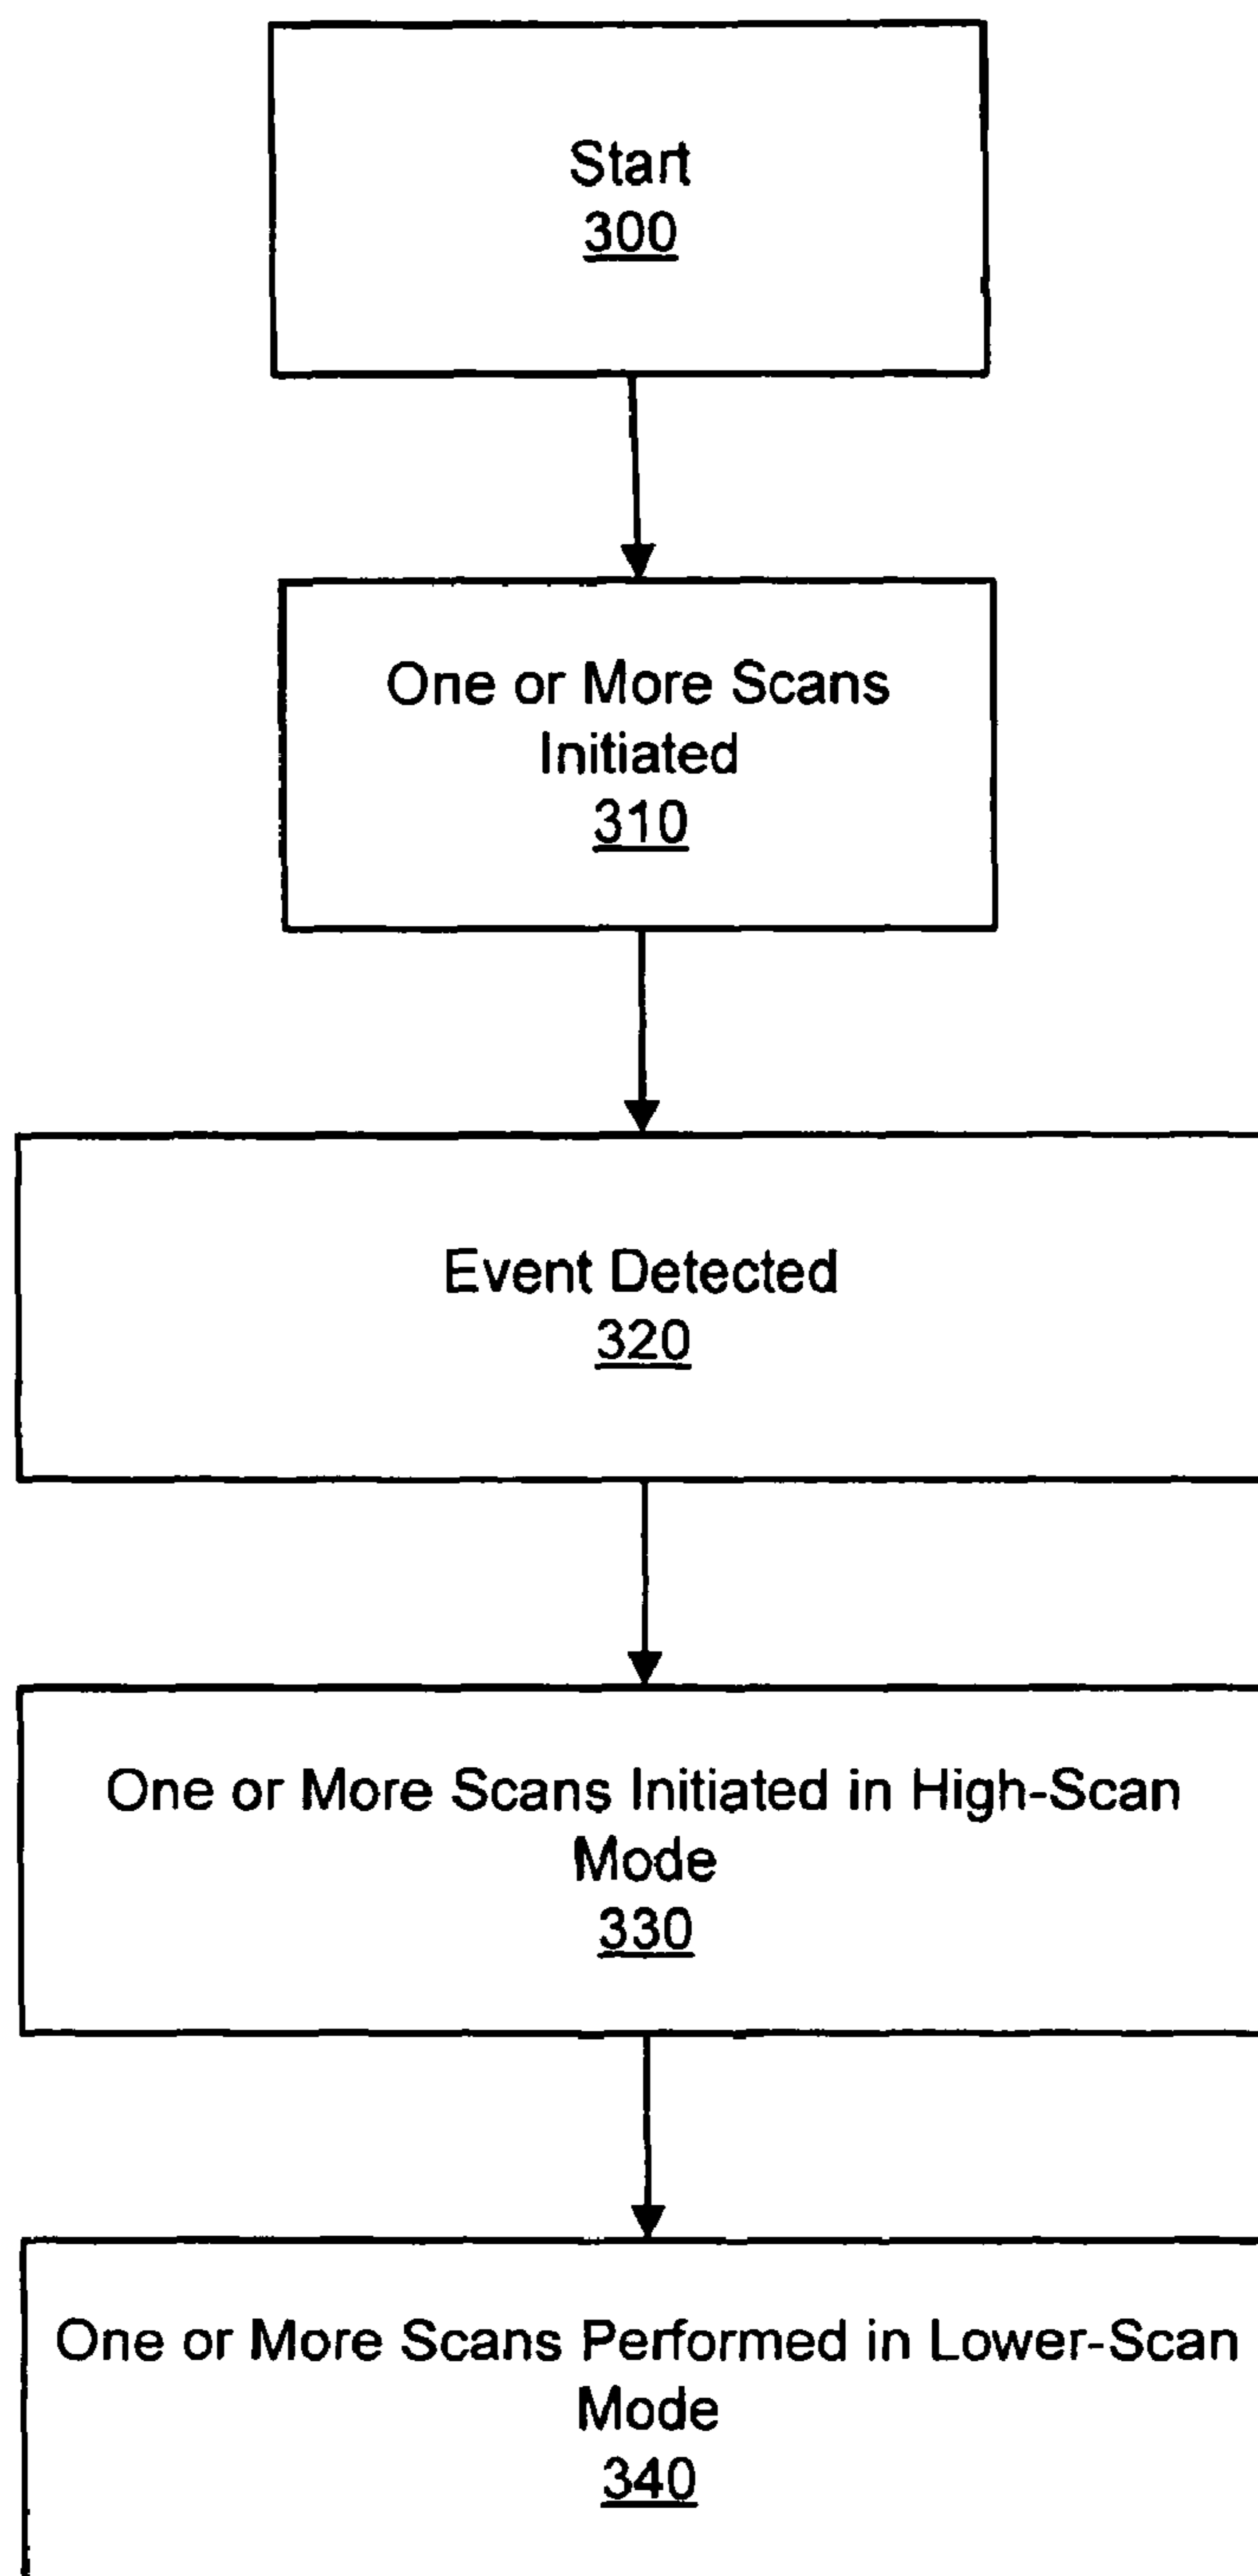 Start
300
One or More Scans
Initiated
310
Event Detected
320
One or More Scans Initiated in High-Scan
Mode
330
One or More Scans Performed in Lower-Scan
Mode
340